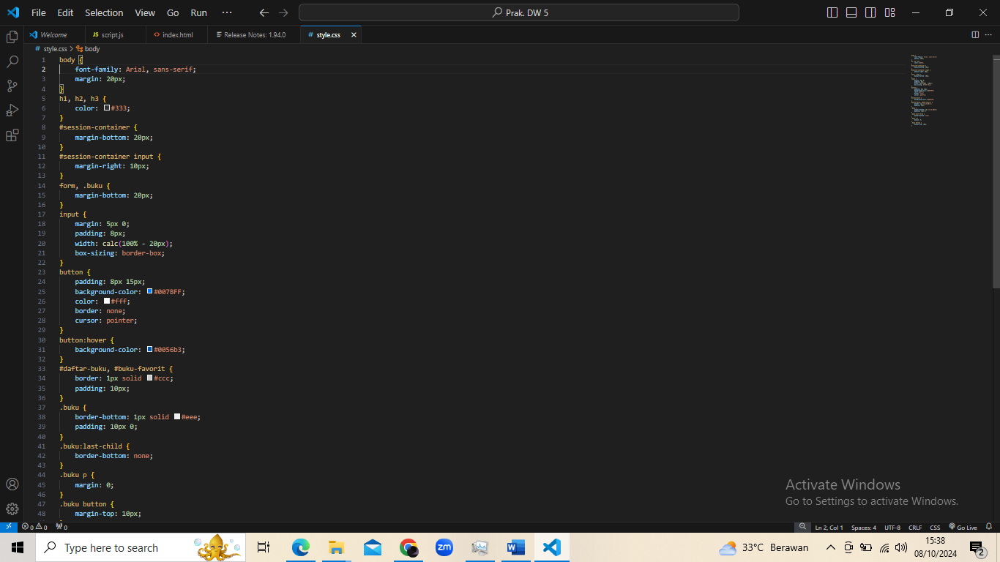 File Edit Selection View Go Run ··· Prak. DW 5
Welcome JS script.js <> index.html Release Notes: 1.94.0 # style.css
# style.css > body
1 body {
2 font-family: Arial, sans-serif;
3 margin: 20px;
4 }
5 h1, h2, h3 {
6 color: #333;
7 }
8 #session-container {
9 margin-bottom: 20px;
10 }
11 #session-container input {
12 margin-right: 10px;
13 }
14 form, .buku {
15 margin-bottom: 20px;
16 }
17 input {
18 margin: 5px 0;
19 padding: 8px;
20 width: calc(100% - 20px);
21 box-sizing: border-box;
22 }
23 button {
24 padding: 8px 15px;
25 background-color: #007BFF;
26 color: #fff;
27 border: none;
28 cursor: pointer;
29 }
30 button:hover {
31 background-color: #0056b3;
32 }
33 #daftar-buku, #buku-favorit {
34 border: 1px solid #ccc;
35 padding: 10px;
36 }
37 .buku {
38 border-bottom: 1px solid #eee;
39 padding: 10px 0;
40 }
41 .buku:last-child {
42 border-bottom: none;
43 }
44 .buku p {
45 margin: 0;
46 }
47 .buku button {
48 margin-top: 10px;
Activate Windows
Go to Settings to activate Windows.
0 0 0 Ln 2, Col 1 Spaces: 4 UTF-8 CRLF CSS Go Live
Type here to search zm 33°C Berawan 15:38
08/10/2024 2